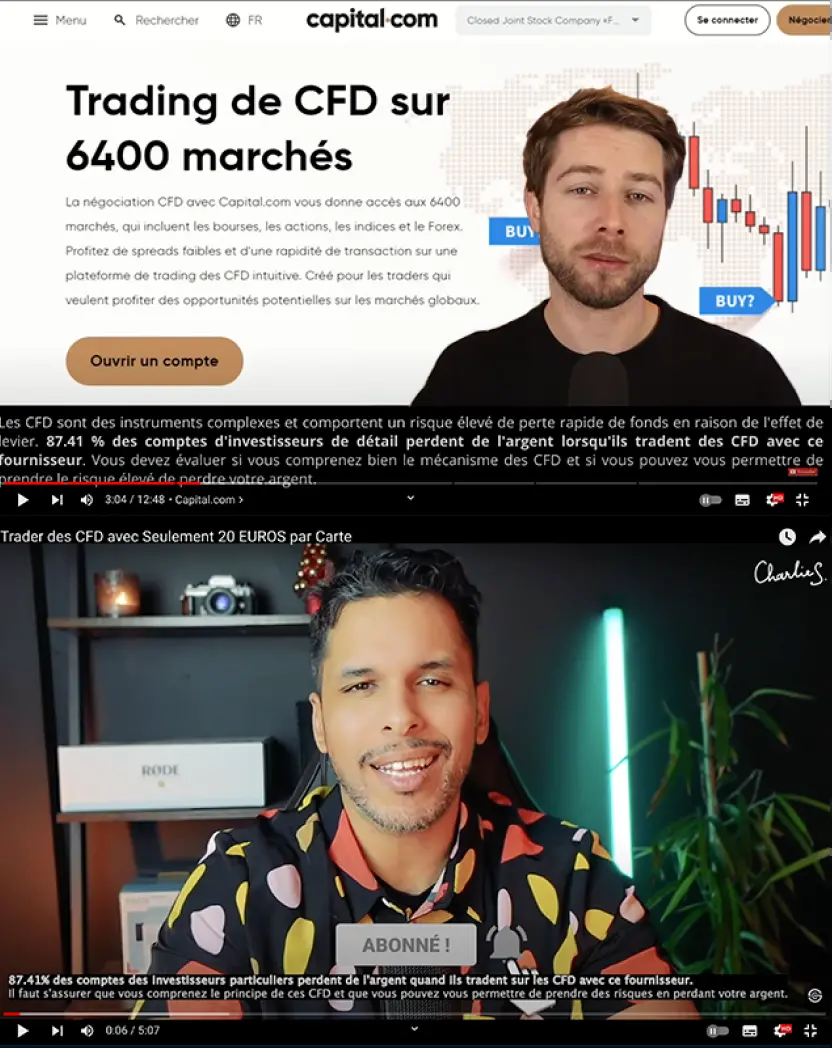 Menu
Rechercher
FR
capital.com
Closed Joint Stock Company «F...
Se connecter
Négocier
Trading de CFD sur
6400 marchés
La négociation CFD avec Capital.com vous donne accès aux 6400
marchés, qui incluent les bourses, les actions, les indices et le Forex.
Profitez de spreads faibles et d'une rapidité de transaction sur une
plateforme de trading des CFD intuitive. Créé pour les traders qui
veulent profiter des opportunités potentielles sur les marchés globaux.
BUY
BUY?
Ouvrir un compte
Les CFD sont des instruments complexes et comportent un risque élevé de perte rapide de fonds en raison de l'effet de
levier. 87.41 % des comptes d'investisseurs de détail perdent de l'argent lorsqu'ils tradent des CFD avec ce
fournisseur. Vous devez évaluer si vous comprenez bien le mécanisme des CFD et si vous pouvez vous permettre de
prendre le risque élevé de perdre votre argent.
3:04 / 12:48 • Capital.com >
HD
Trader des CFD avec Seulement 20 EUROS par Carte
CharlieS.
RØDE
ABONNÉ !
87.41% des comptes des investisseurs particuliers perdent de l'argent quand ils tradent sur les CFD avec ce fournisseur.
Il faut s'assurer que vous comprenez le principe de ces CFD et que vous pouvez vous permettre de prendre des risques en perdant votre argent.
0:06 / 5:07
HD